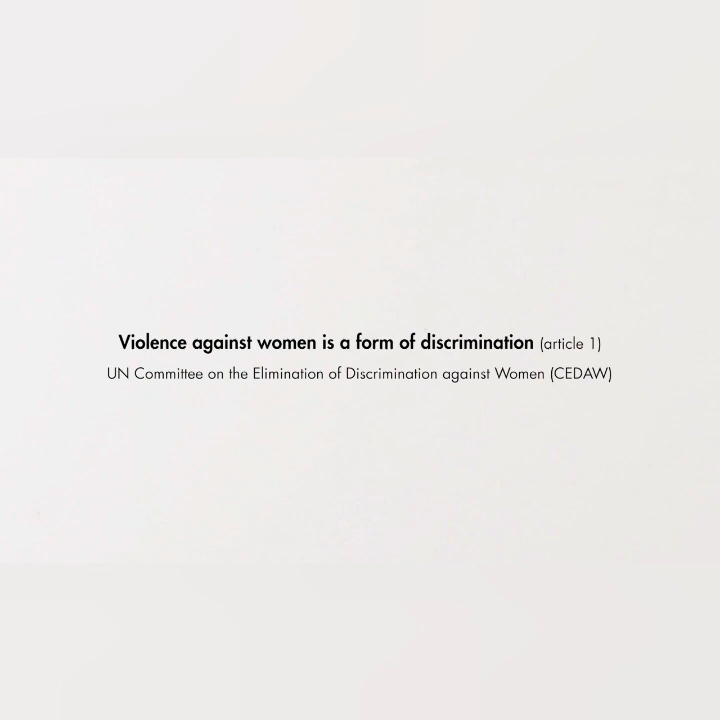 Violence against women is a form of discrimination (article 1)
UN Committee on the Elimination of Discrimination against Women (CEDAW)